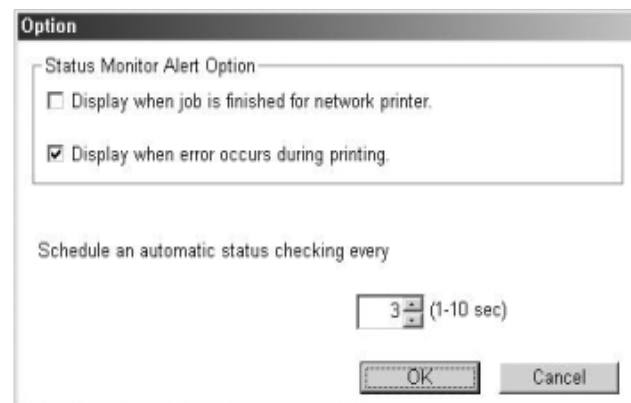 Option
Status Monitor Alert Option
Display when job is finished for network printer.
Display when error occurs during printing.
Schedule an automatic status checking every
3 (1-10 sec)
OK Cancel